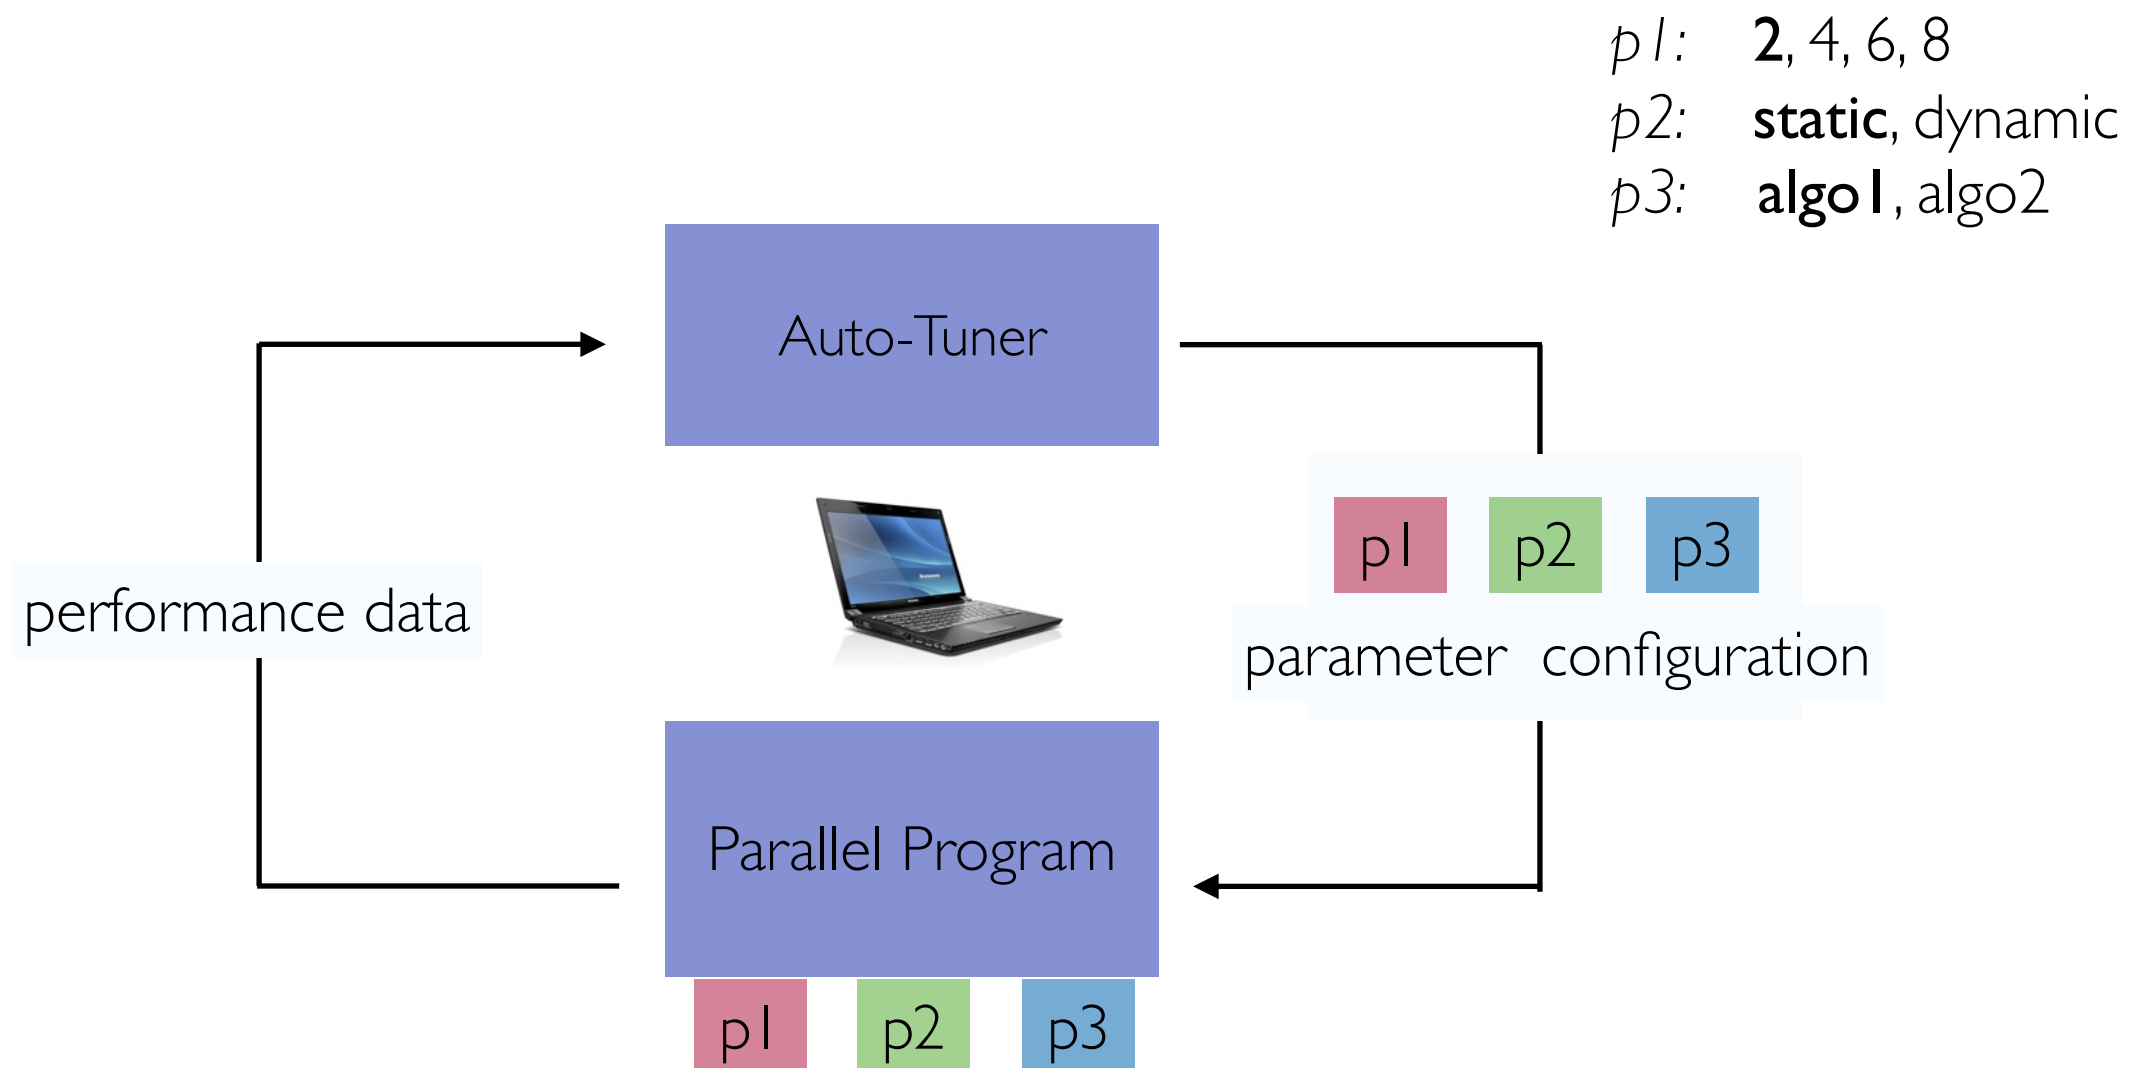 p1: 2, 4, 6, 8
p2: static, dynamic
p3: algo1, algo2
Auto-Tuner
p1 p2 p3
performance data
parameter configuration
Parallel Program
p1 p2 p3